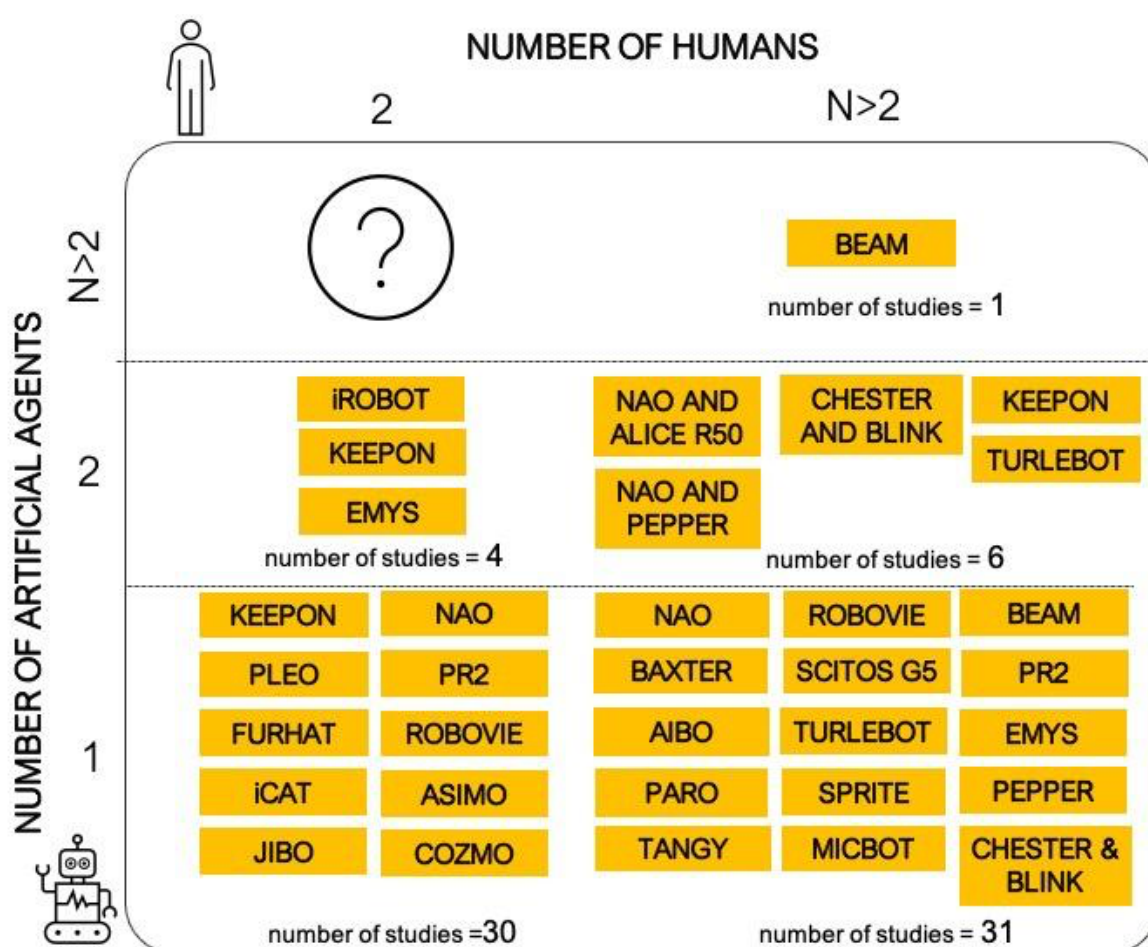 NUMBER OF HUMANS
2
N>2
NUMBER OF ARTIFICIAL AGENTS
N>2
?
BEAM
number of studies = 1
2
iROBOT
KEEPON
EMYS
number of studies = 4
NAO AND
ALICE R50
NAO AND
PEPPER
CHESTER
AND BLINK
KEEPON
TURLEBOT
number of studies = 6
1
KEEPON
NAO
PLEO
PR2
FURHAT
ROBOVIE
iCAT
ASIMO
JIBO
COZMO
number of studies =30
NAO
ROBOVIE
BEAM
BAXTER
SCITOS G5
PR2
AIBO
TURLEBOT
EMYS
PARO
SPRITE
PEPPER
TANGY
MICBOT
CHESTER &
BLINK
number of studies = 31